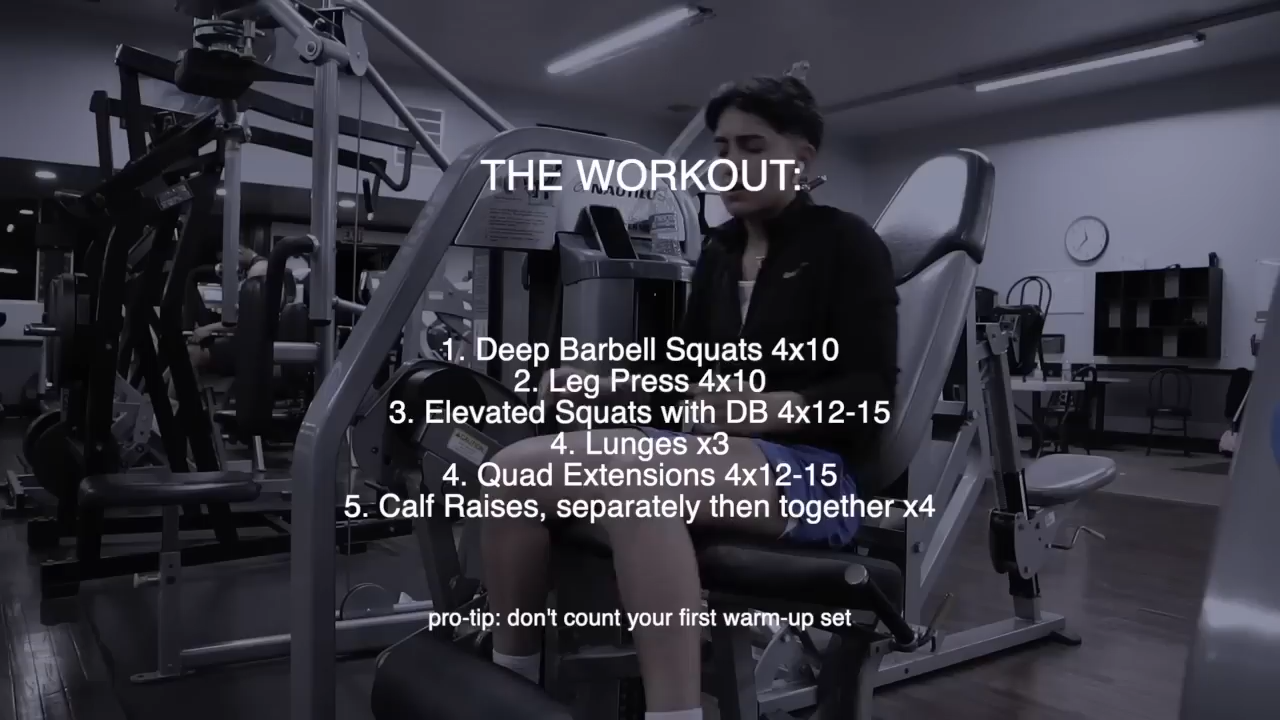 THE WORKOUT:
NAUTILUS
1. Deep Barbell Squats 4x10
2. Leg Press 4x10
3. Elevated Squats with DB 4x12-15
4. Lunges x3
4. Quad Extensions 4x12-15
5. Calf Raises, separately then together x4
pro-tip: don't count your first warm-up set